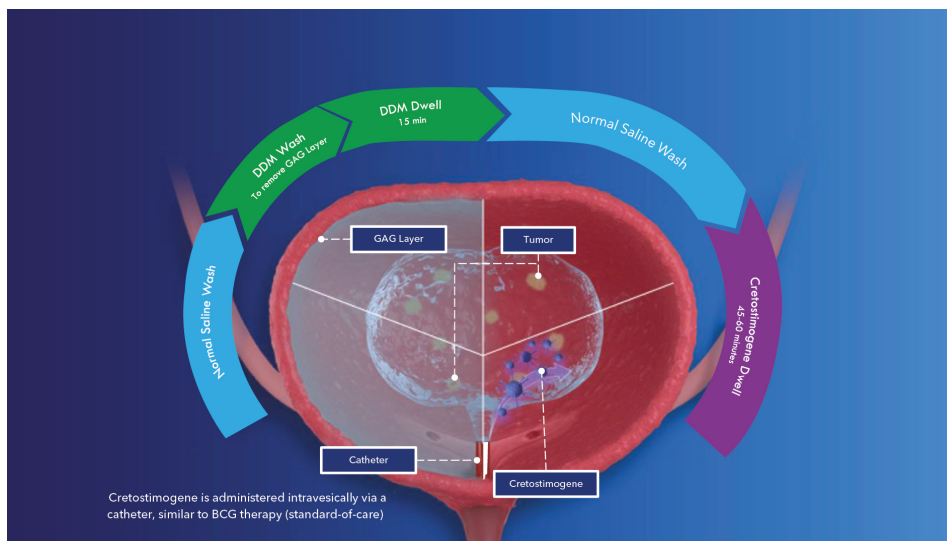 Normal Saline Wash
DDM Wash
To remove GAG Layer
DDM Dwell
15 min
Normal Saline Wash
Cretostimogene Dwell
45-60 minutes
GAG Layer
Tumor
Catheter
Cretostimogene
Cretostimogene is administered intravesically via a
catheter, similar to BCG therapy (standard-of-care)